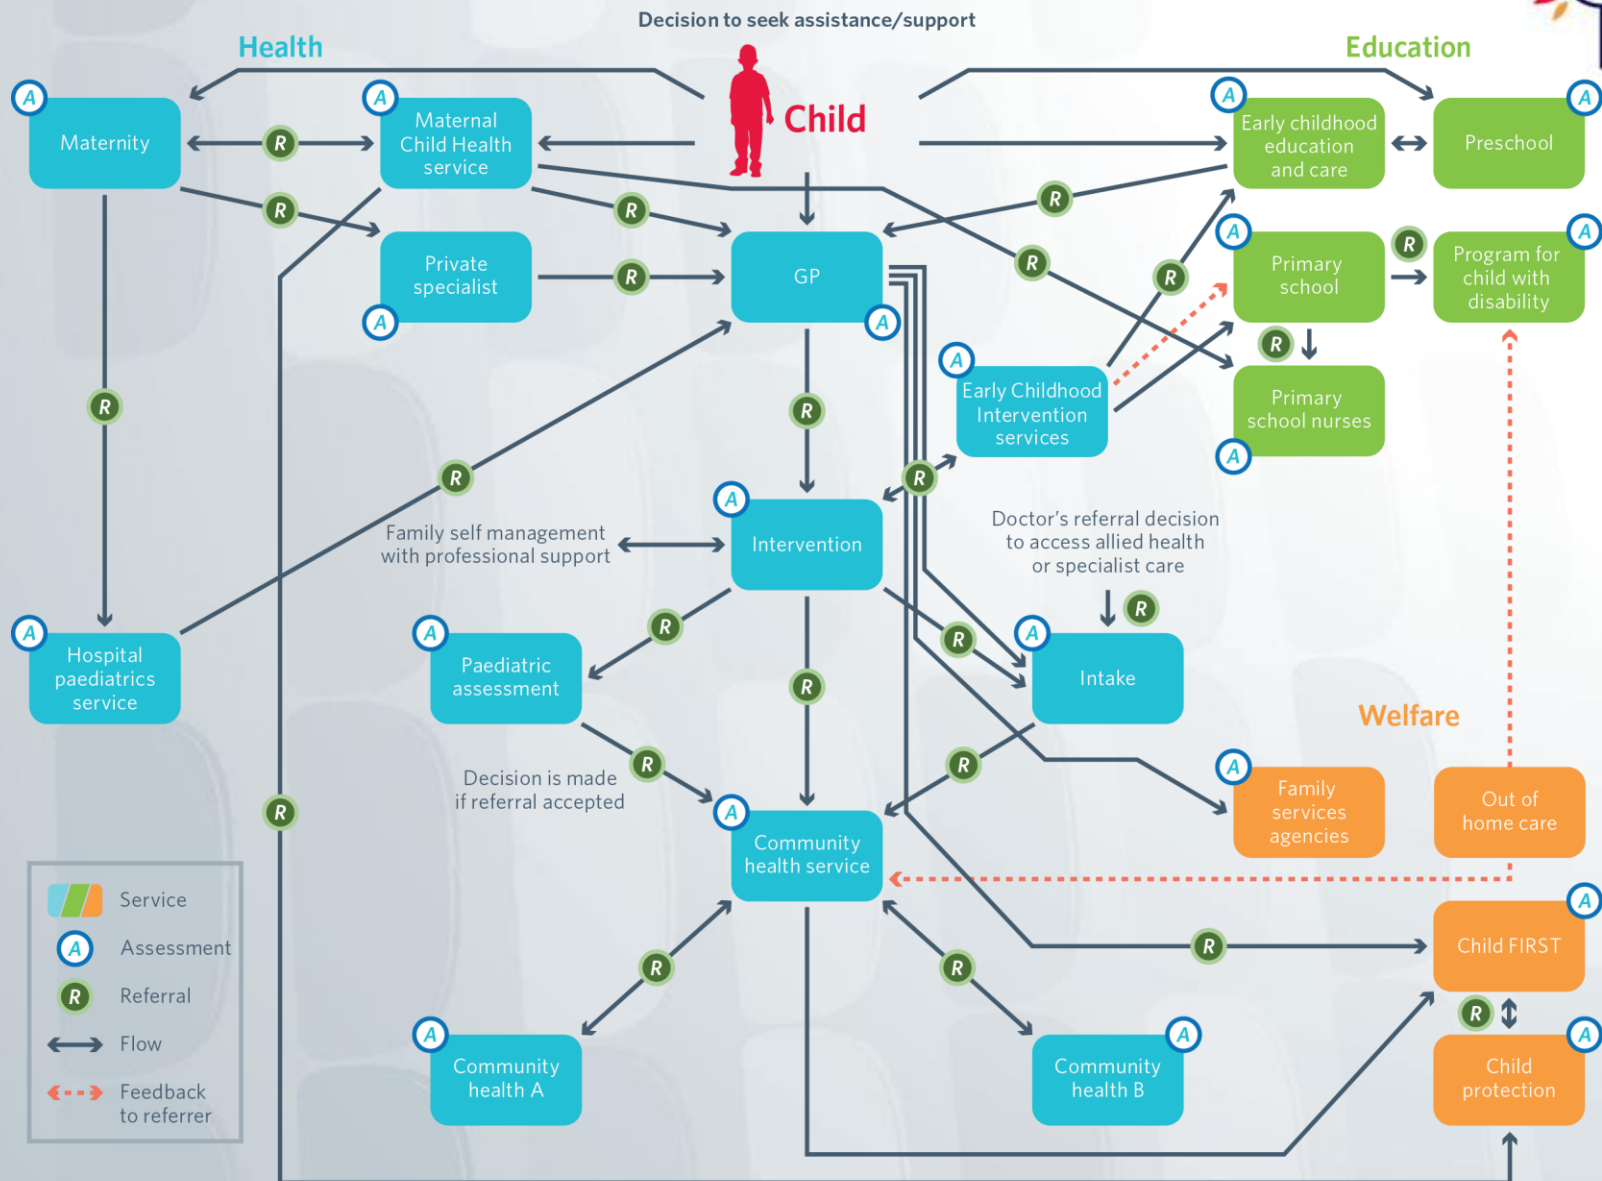 Decision to seek assistance/support
Health
Education
Child
A
Maternity
R
A
Maternal
Child Health
service
A
Early childhood
education
and care
A
Preschool
R
R
R
R
A
Private
specialist
R
GP
A
R
R
A
Primary
school
R
A
Program for
child with
disability
R
A
Early Childhood
Intervention
services
Primary
school nurses
A
R
R
R
R
A
Intervention
Family self management
with professional support
Doctor's referral decision
to access allied health
or specialist care
R
A
Hospital
paediatrics
service
A
Paediatric
assessment
R
R
R
A
Intake
Welfare
R
R
Decision is made
if referral accepted
A
Community
health service
A
Family
services
agencies
Out of
home care
R
A
Child FIRST
R
R
R
R
A
Community
health A
A
Community
health B
A
Child
protection
Service
A
Assessment
R
Referral
Flow
Feedback
to referrer